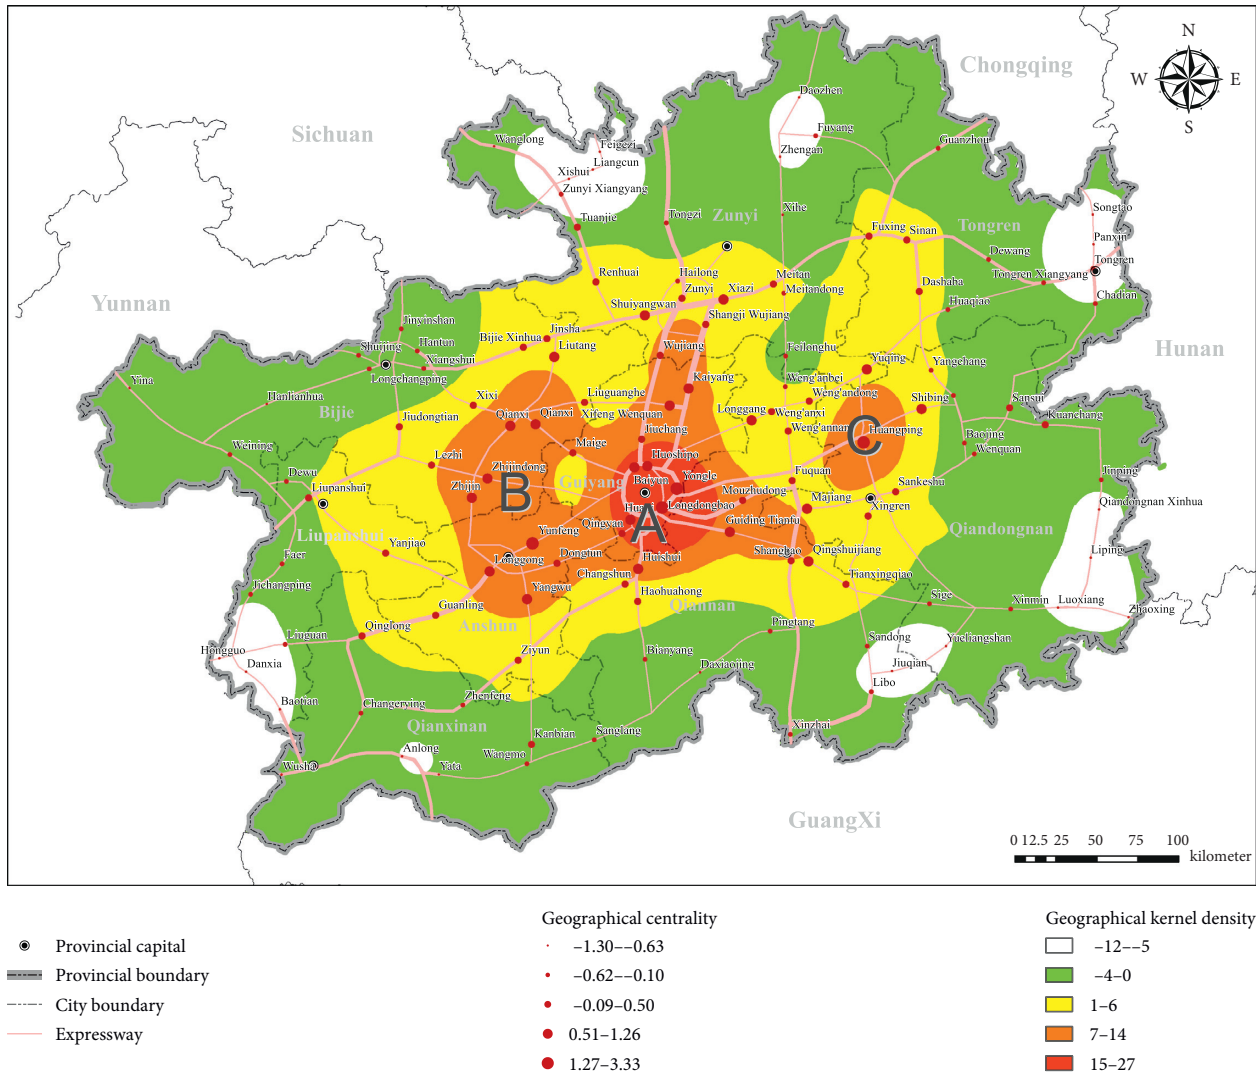 N
W E
S
Chongqing
Sichuan
Yunnan
Hunan
GuangXi
Zunyi
Tongren
Bijie
Guiyang
Liupanshui
Anshun
Qiannan
Qiandongnan
Qianxinan
A
B
C
Daozhen
Fuyang
Zhengan
Guanzhou
Wanglong
Feigezi
Liangcun
Xishui
Zunyi Xiangyang
Tuanjie
Tongzi
Xihe
Songtao
Panxin
Tongren
Chadian
Fuxing
Sinan
Dewang
Tongren Xiangyang
Dashaba
Huaqiao
Renhuai
Hailong
Zunyi
Xiazi
Meitan
Meitandong
Shuiyangwan
Shangji Wujiang
Jinxinshan
Hantun
Shuijing
Xiangshui
Longchangping
Jinsha
Bijie Xinhua
Liutang
Wujiang
Feilonghu
Yuqing
Yangchang
Yina
Hanlianhua
Kaiyang
Weng'anbei
Weng'andong
Shibing
Sansui
Kuanchang
Xixi
Liuguanghe
Qianxi
Qianxi
Xifeng Wenquan
Longgang
Weng'anxi
Weng'annan
Huangping
Jiudongtian
Jiuchang
Baojing
Wenquan
Weining
Maige
Lezhi
Huoshipo
Zhijindong
Baiyun
Yongle
Fuquan
Jinping
Dewu
Liupanshui
Zhijin
Mouzhudong
Majiang
Sankeshu
Xingren
Qiandongnan Xinhua
Longdongbao
Qingyan
Guiding Tianfu
Yanjiao
Yunfeng
Faer
Longgong
Dongtun
Huishui
Shangbao
Qingshuijiang
Liping
Jichangping
Changshun
Haohuahong
Tianxingqiao
Yangwu
Sige
Xinmin
Luoxiang
Zhaoxing
Guanling
Qinglong
Pingtang
Sandong
Yueliangshan
Liuguan
Hongguo
Danxia
Ziyun
Bianyang
Daxiaojing
Jiuqian
Libo
Baotian
Zhenfeng
Xinzhai
Kanbian
Sanglang
Anlong
Wangmo
Yata
0 12.5 25 50 75 100
kilometer
Provincial capital
Provincial boundary
City boundary
Expressway
Geographical centrality
–1.30––0.63
–0.62––0.10
–0.09–0.50
0.51–1.26
1.27–3.33
Geographical kernel density
–12––5
–4–0
1–6
7–14
15–27